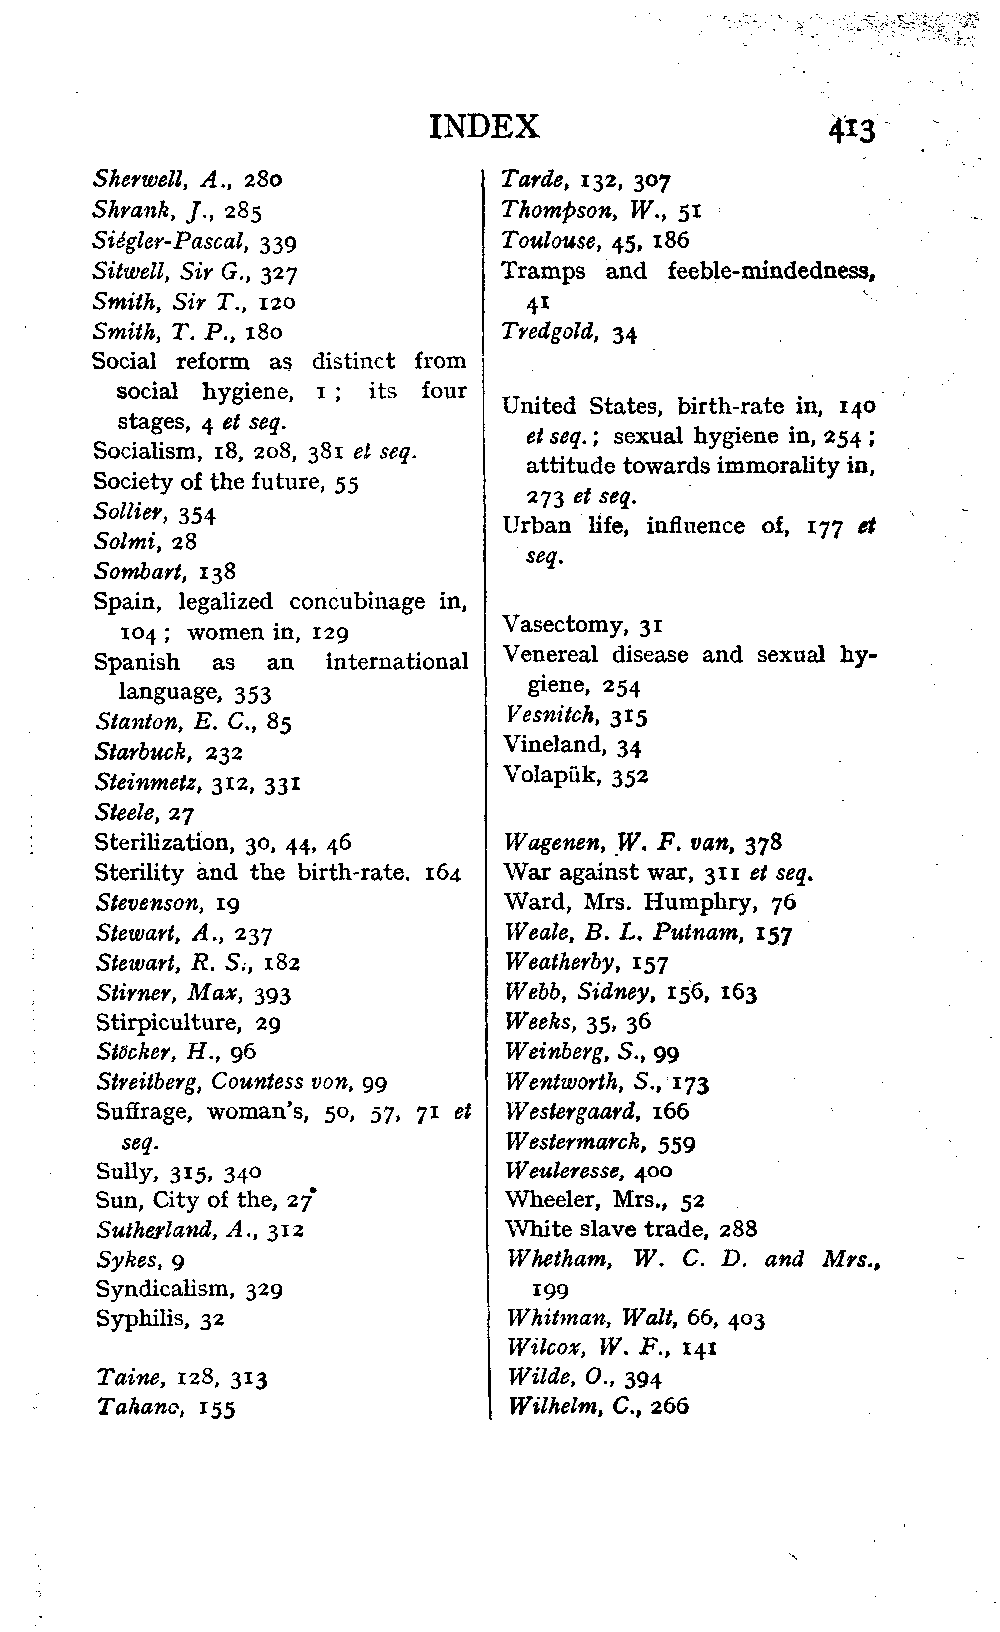 INDEX 413
Sherwell, A., 280
Shrank, J., 285
Siégler-Pascal, 339
Sitwell, Sir G., 327
Smith, Sir T., 120
Smith, T. P., 180
Social reform as distinct from
social hygiene, 1 ; its four
stages, 4 et seq.
Socialism, 18, 208, 381 et seq.
Society of the future, 55
Sollier, 354
Solmi, 28
Sombart, 138
Spain, legalized concubinage in,
104 ; women in, 129
Spanish as an international
language, 353
Stanton, E. C., 85
Starbuck, 232
Steinmetz, 312, 331
Steele, 27
Sterilization, 30, 44, 46
Sterility and the birth-rate. 164
Stevenson, 19
Stewart, A., 237
Stewart, R. S., 182
Stirner, Max, 393
Stirpiculture, 29
Stöcker, H., 96
Streitberg, Countess von, 99
Suffrage, woman's, 50, 57, 71 et
seq.
Sully, 315, 340
Sun, City of the, 27
Sutherland, A., 312
Sykes, 9
Syndicalism, 329
Syphilis, 32
Taine, 128, 313
Takano, 155
Tarde, 132, 307
Thompson, W., 51
Toulouse, 45, 186
Tramps and feeble-mindedness,
41
Tredgold, 34
United States, birth-rate in, 140
et seq. ; sexual hygiene in, 254 ;
attitude towards immorality in,
273 et seq.
Urban life, influence of, 177 et
seq.
Vasectomy, 31
Venereal disease and sexual hy-
giene, 254
Vesnitch, 315
Vineland, 34
Volapük, 352
Wagenen, W. F. van, 378
War against war, 311 et seq.
Ward, Mrs. Humphry, 76
Weale, B. L. Putnam, 157
Weatherby, 157
Webb, Sidney, 156, 163
Weeks, 35, 36
Weinberg, S., 99
Wentworth, S., 173
Westergaard, 166
Westermarck, 559
Weuleresse, 400
Wheeler, Mrs., 52
White slave trade, 288
Whetham, W. C. D. and Mrs.,
199
Whitman, Walt, 66, 403
Wilcox, W. F., 141
Wilde, O., 394
Wilhelm, C., 266